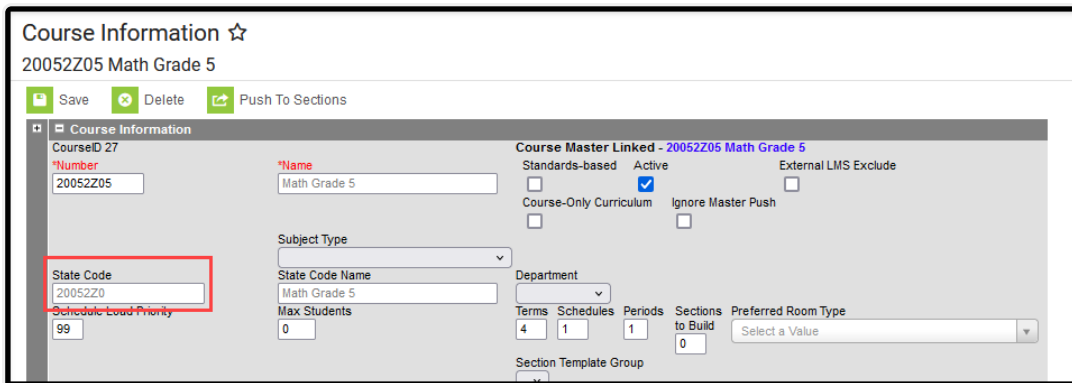 Course Information
20052Z05 Math Grade 5
Save Delete Push To Sections
Course Information
CourseID 27 Course Master Linked - 20052Z05 Math Grade 5
*Number *Name Standards-based Active External LMS Exclude
20052Z05 Math Grade 5
Course-Only Curriculum Ignore Master Push
Subject Type
State Code State Code Name Department
20052Z0 Math Grade 5
Schedule Load Priority Max Students Terms Schedules Periods Sections to Build Preferred Room Type
99 0 4 1 1 0 Select a Value
Section Template Group